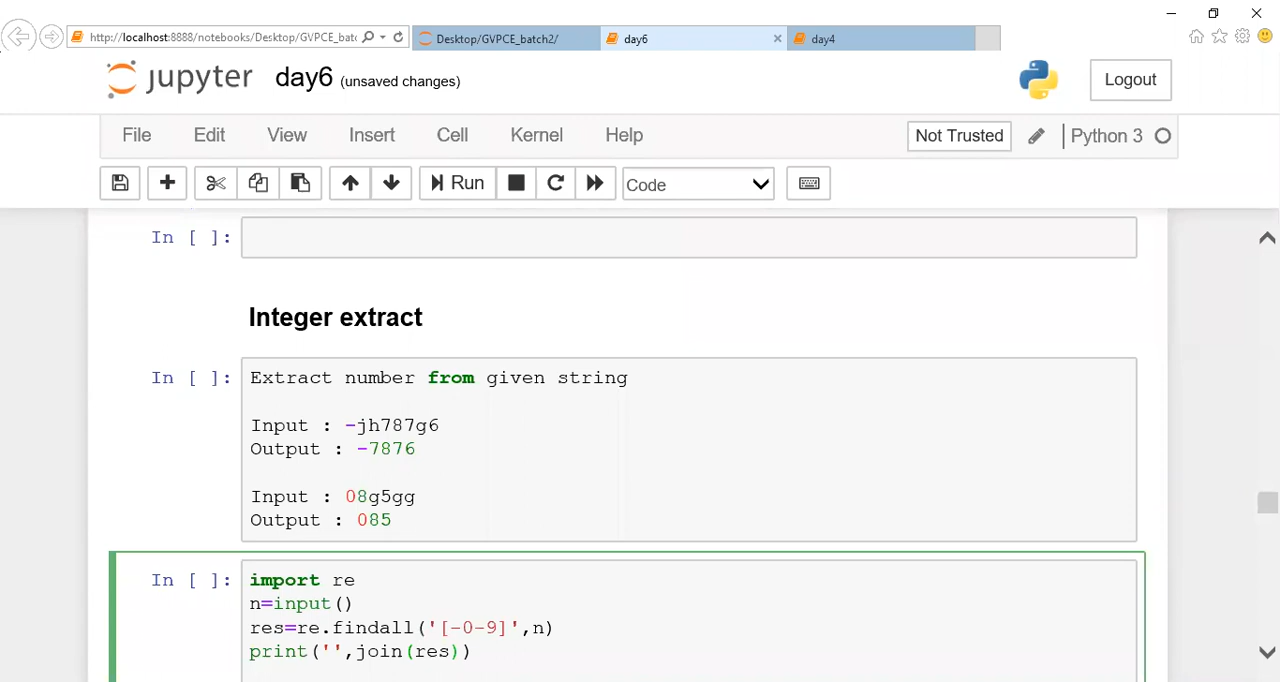 http://localhost:8888/notebooks/Desktop/GVPCE_batc
Desktop/GVPCE_batch2/
day6
day4
jupyter day6 (unsaved changes)
Logout
File Edit View Insert Cell Kernel Help
Not Trusted
Python 3
Run
Code
In [ ]:
Integer extract
In [ ]:
Extract number from given string
Input : -jh787g6
Output : -7876
Input : 08g5gg
Output : 085
In [ ]:
import re
n=input()
res=re.findall('[-0-9]',n)
print('',join(res))